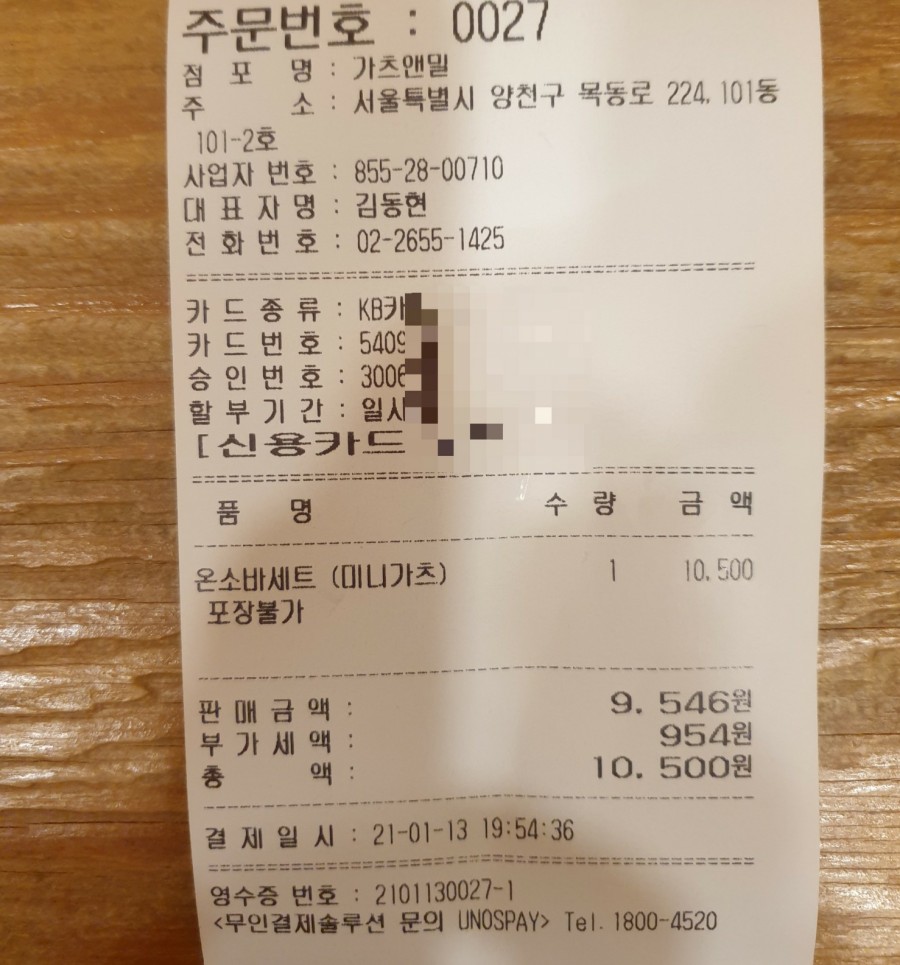 주문번호 : 0027
점 포 명 : 가츠앤밀
주 소 : 서울특별시 양천구 목동로 224, 101동
101-2호
사업자 번호 : 855-28-00710
대 표 자 명 : 김동현
전 화 번 호 : 02-2655-1425
카 드 종 류 : KB카
카 드 번 호 : 5409
승 인 번 호 : 3006
할 부 기 간 : 일시
[신용카드
품 명 수 량 금 액
온소바세트 (미니가츠) 1 10,500
포장불가
판 매 금 액 : 9,546원
부 가 세 액 : 954원
총 액 : 10,500원
결 제 일 시 : 21-01-13 19:54:36
영수증 번호 : 2101130027-1
<무인결제솔루션 문의 UNOSPAY> Tel.1800-4520